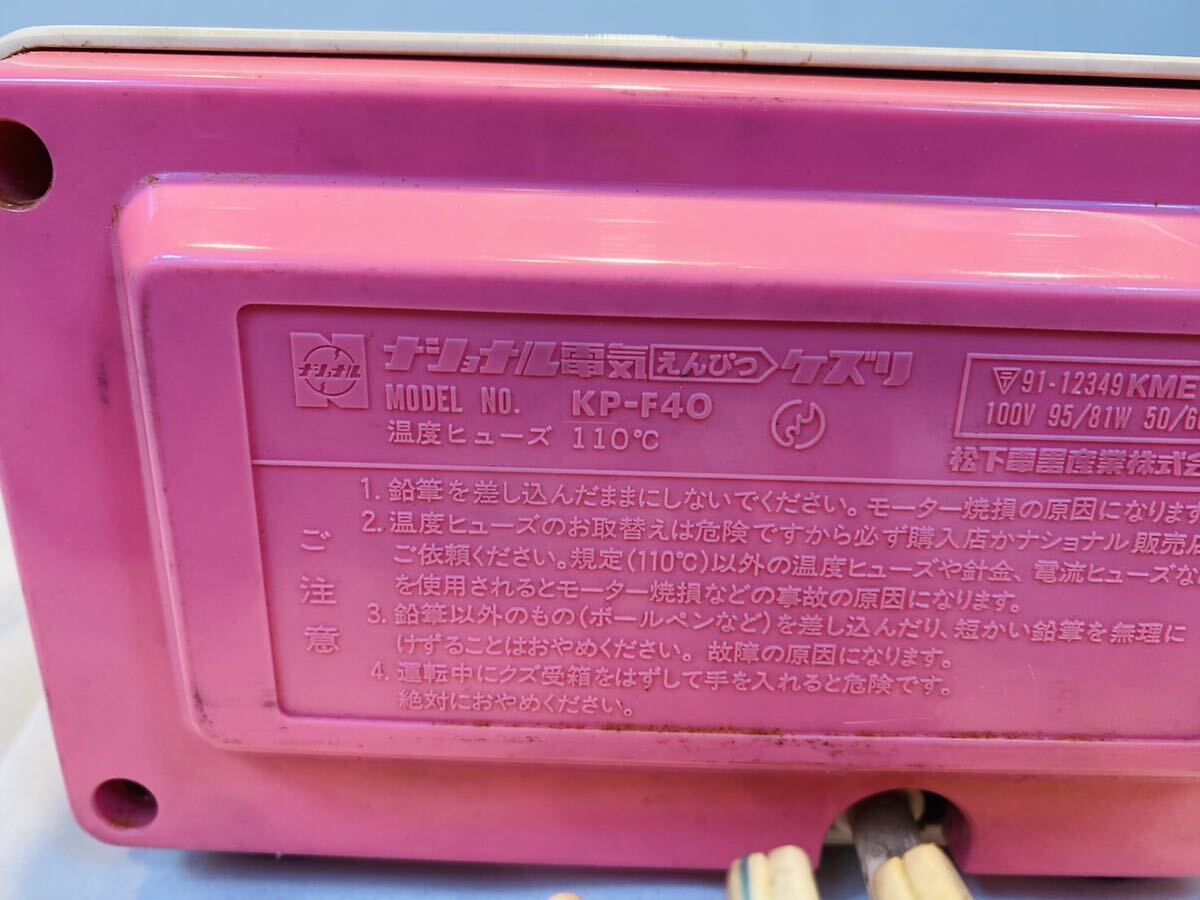 ナショナル
ナショナル電気えんぴつケズリ
MODEL NO. KP-F40
温度ヒューズ 110℃
91-12349 KME
100V 95/81W 50/6
松下電器産業株式会
ご注意
1. 鉛筆を差し込んだままにしないでください。モーター焼損の原因になります
2. 温度ヒューズのお取替えは危険ですから必ず購入店かナショナル販売店
ご依頼ください。規定(110℃)以外の温度ヒューズや針金、電流ヒューズな
を使用されるとモーター焼損などの事故の原因になります。
3. 鉛筆以外のもの(ボールペンなど)を差し込んだり、短かい鉛筆を無理に
けずることはおやめください。故障の原因になります。
4. 運転中にクズ受箱をはずして手を入れると危険です。
絶対におやめください。